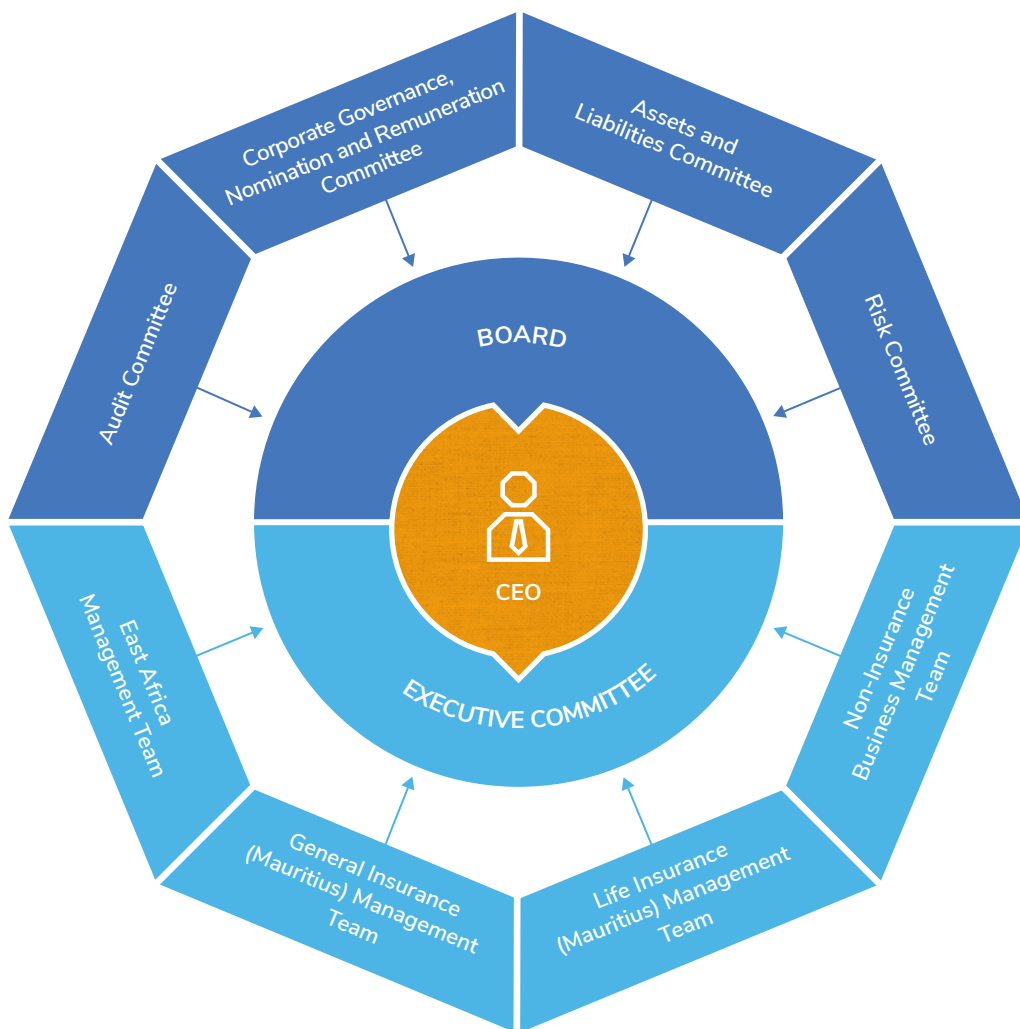 Corporate Governance,
Nomination and Remuneration
Committee
Assets and
Liabilities Committee
Audit Committee
Risk Committee
BOARD
CEO
EXECUTIVE COMMITTEE
East Africa
Management Team
Non-Insurance
Business Management
Team
General Insurance
(Mauritius) Management
Team
Life Insurance
(Mauritius) Management
Team